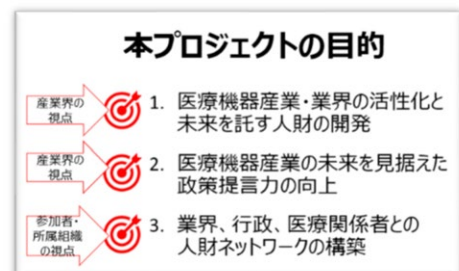 本プロジェクトの目的
産業界の
視点
1. 医療機器産業・業界の活性化と
未来を託す人財の開発
産業界の
視点
2. 医療機器産業の未来を見据えた
政策提言力の向上
参加者・
所属組織
の視点
3. 業界、行政、医療関係者との
人財ネットワークの構築